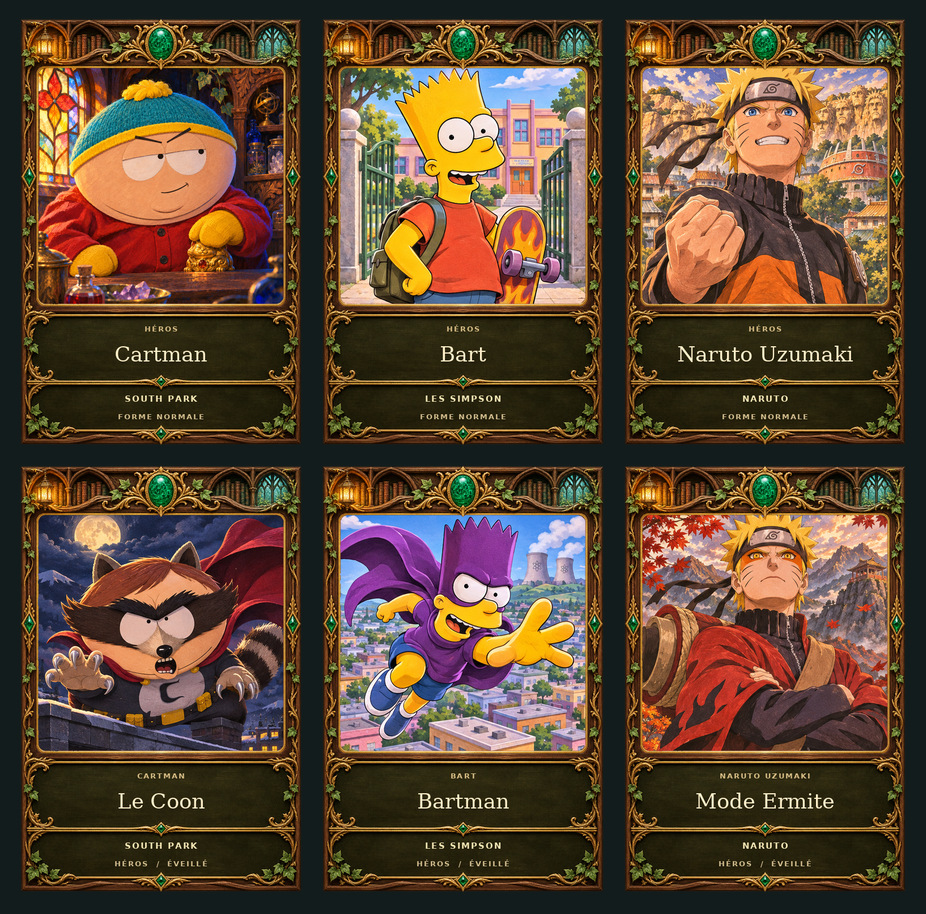 HÉROS
Cartman
SOUTH PARK
FORME NORMALE
HÉROS
Bart
LES SIMPSON
FORME NORMALE
HÉROS
Naruto Uzumaki
NARUTO
FORME NORMALE
CARTMAN
Le Coon
SOUTH PARK
HÉROS / ÉVEILLÉ
BART
Bartman
LES SIMPSON
HÉROS / ÉVEILLÉ
NARUTO UZUMAKI
Mode Ermite
NARUTO
HÉROS / ÉVEILLÉ